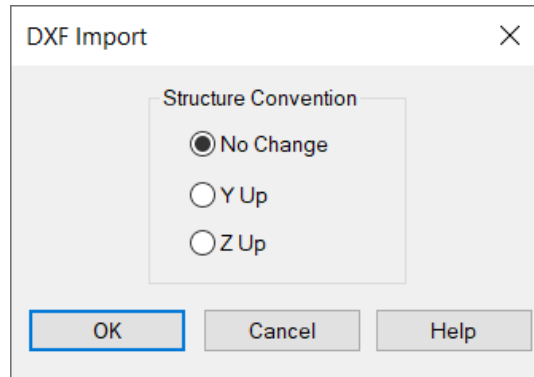 DXF Import
Structure Convention
No Change
Y Up
Z Up
OK Cancel Help